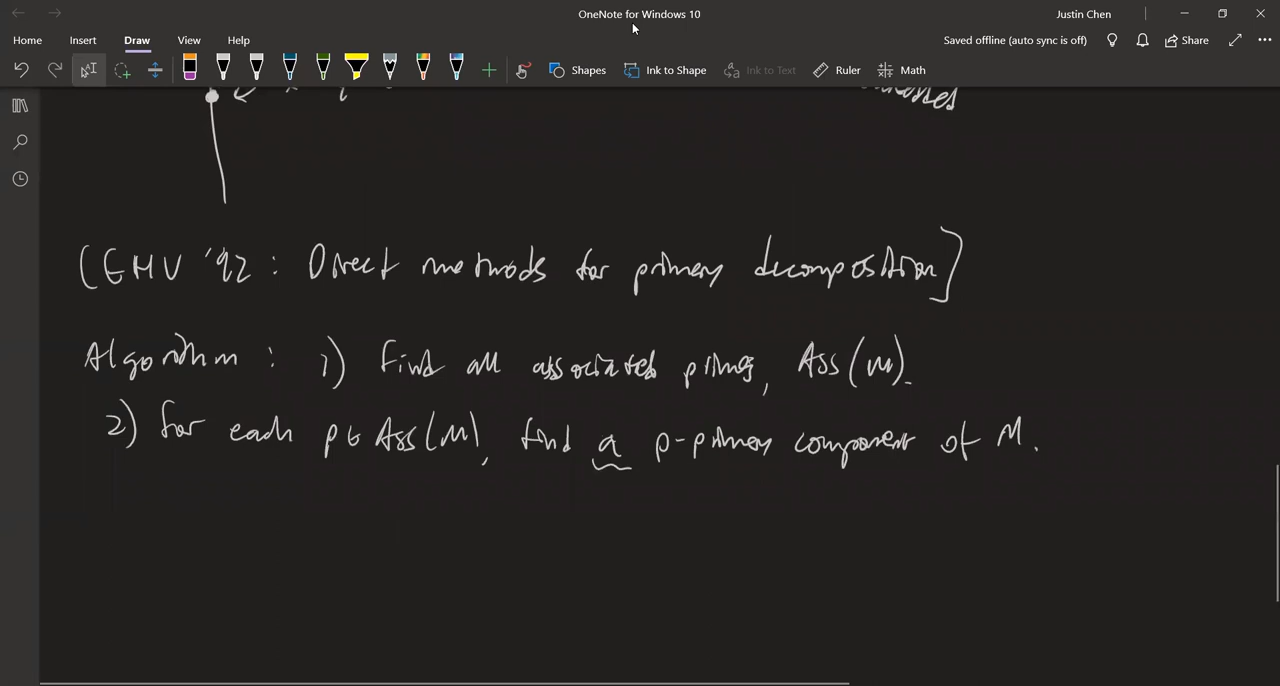 OneNote for Windows 10
Justin Chen
Home Insert Draw View Help
Saved offline (auto sync is off) Share
Shapes Ink to Shape Ink to Text Ruler Math
[EHV '92 : Direct methods for primary decomposition]
Algorithm : 1) Find all associated primes, Ass(M).
2) For each p ∈ Ass(M), find a p-primary component of M.